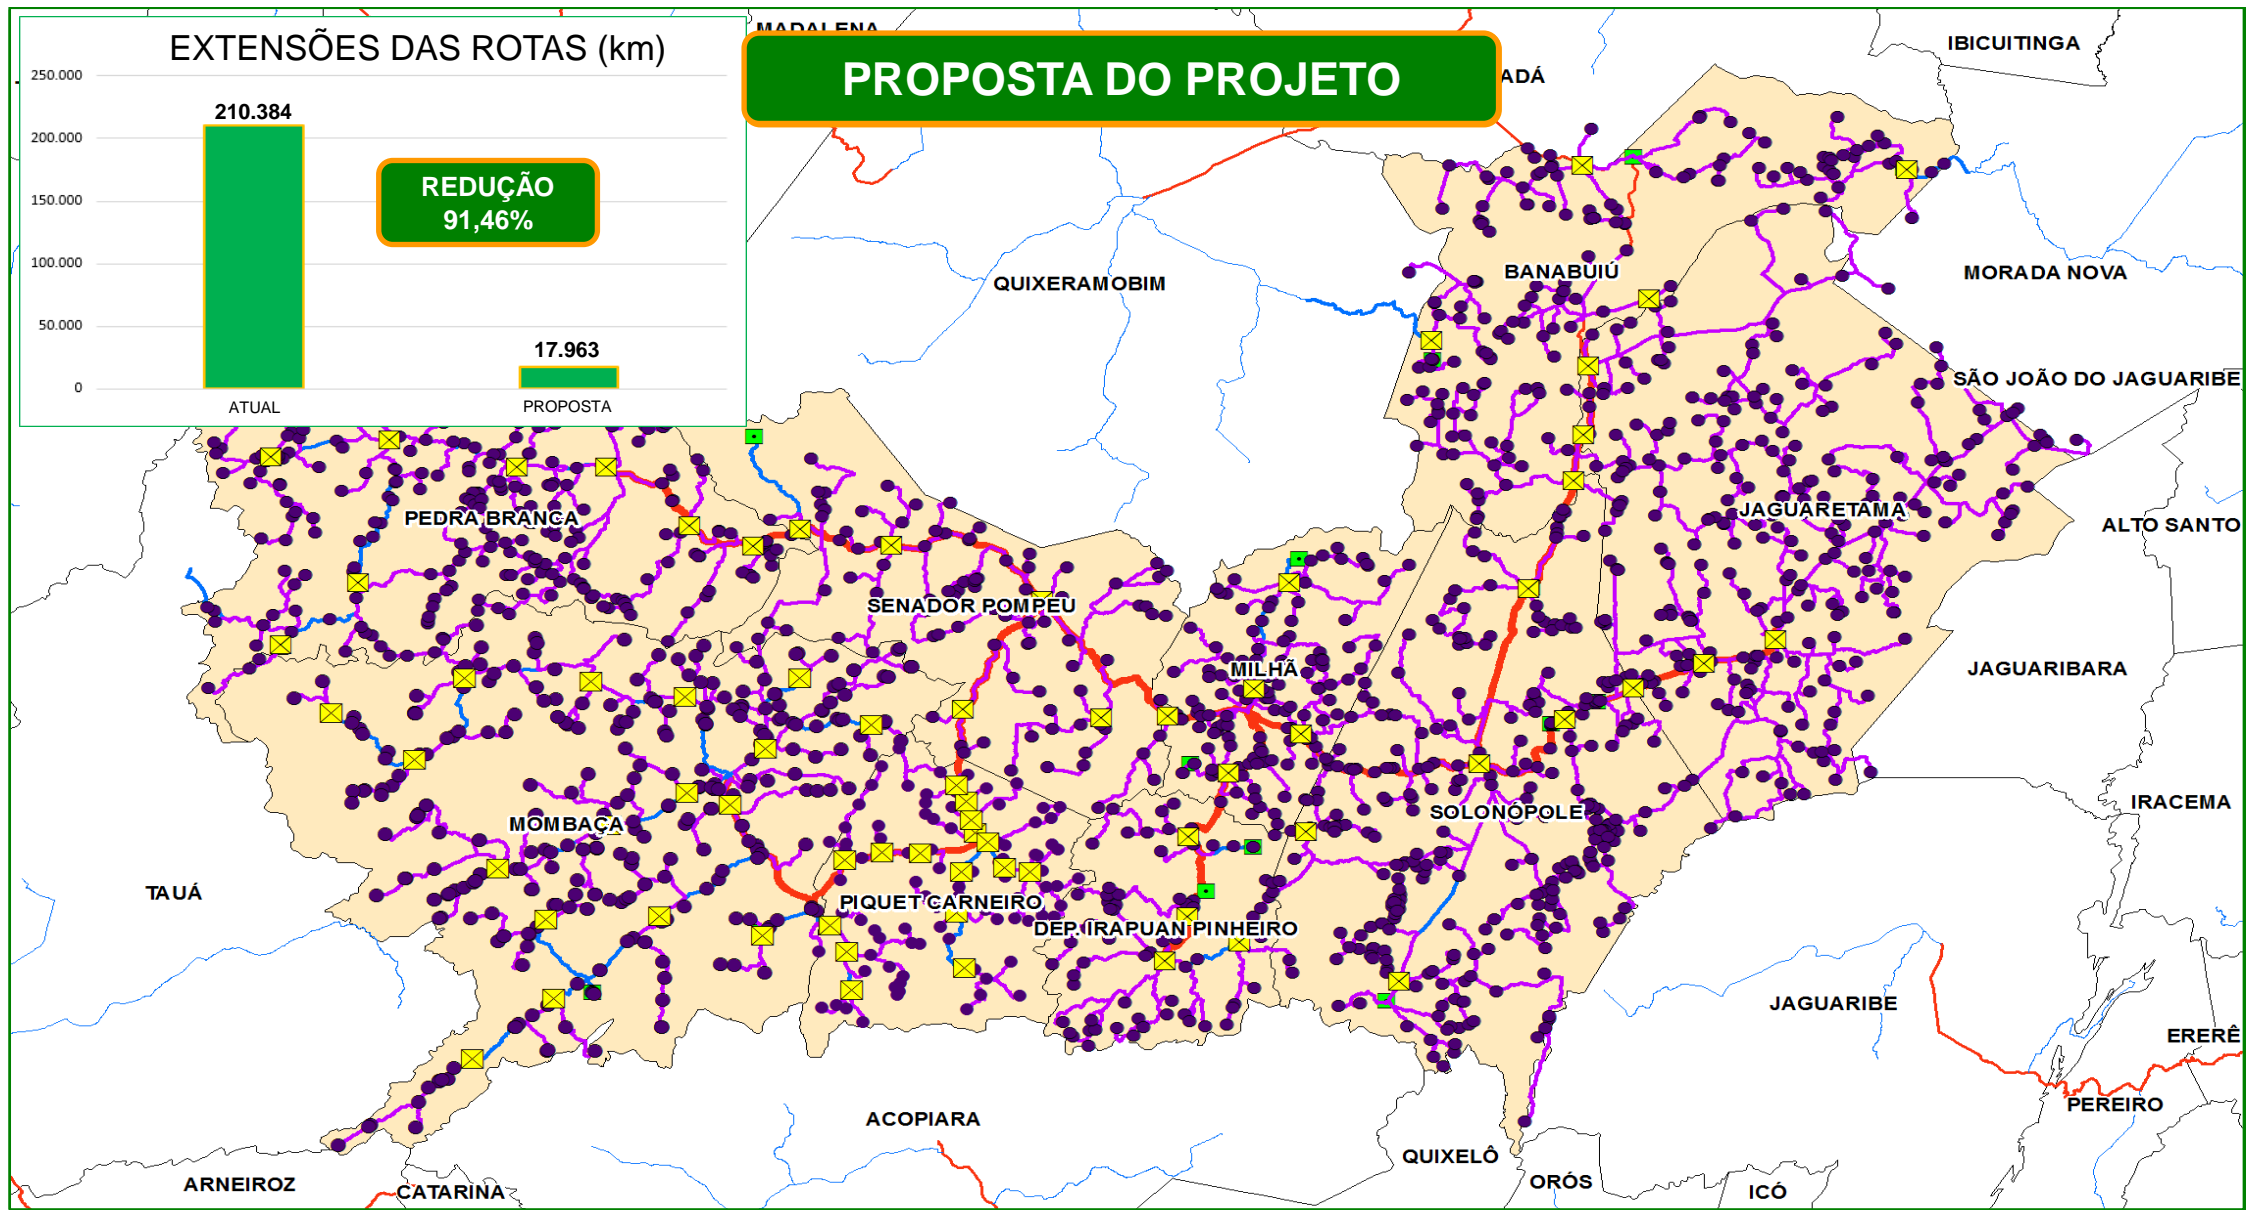 EXTENSÕES DAS ROTAS (km)
250.000
200.000
150.000
100.000
50.000
0
210.384
17.963
REDUÇÃO
91,46%
ATUAL
PROPOSTA
PROPOSTA DO PROJETO
MADALENA
ADÁ
IBICUITINGA
QUIXERAMOBIM
BANABUIÚ
MORADA NOVA
SÃO JOÃO DO JAGUARIBE
PEDRA BRANCA
JAGUARETAMA
ALTO SANTO
SENADOR POMPEU
MILHÃ
JAGUARIBARA
MOMBAÇA
SOLONÓPOLE
IRACEMA
TAUÁ
PIQUET CARNEIRO
DEP. IRAPUAN PINHEIRO
JAGUARIBE
ERERÊ
PEREIRO
ACOPIARA
QUIXELÔ
ORÓS
ICÓ
ARNEIROZ
CATARINA